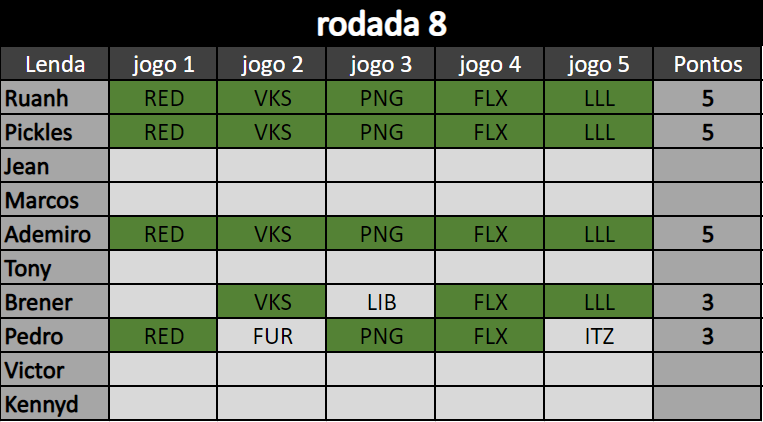 rodada 8
Lenda jogo 1 jogo 2 jogo 3 jogo 4 jogo 5 Pontos
Ruanh RED VKS PNG FLX LLL 5
Pickles RED VKS PNG FLX LLL 5
Jean
Marcos
Ademiro RED VKS PNG FLX LLL 5
Tony
Brener VKS LIB FLX LLL 3
Pedro RED FUR PNG FLX ITZ 3
Victor
Kennyd